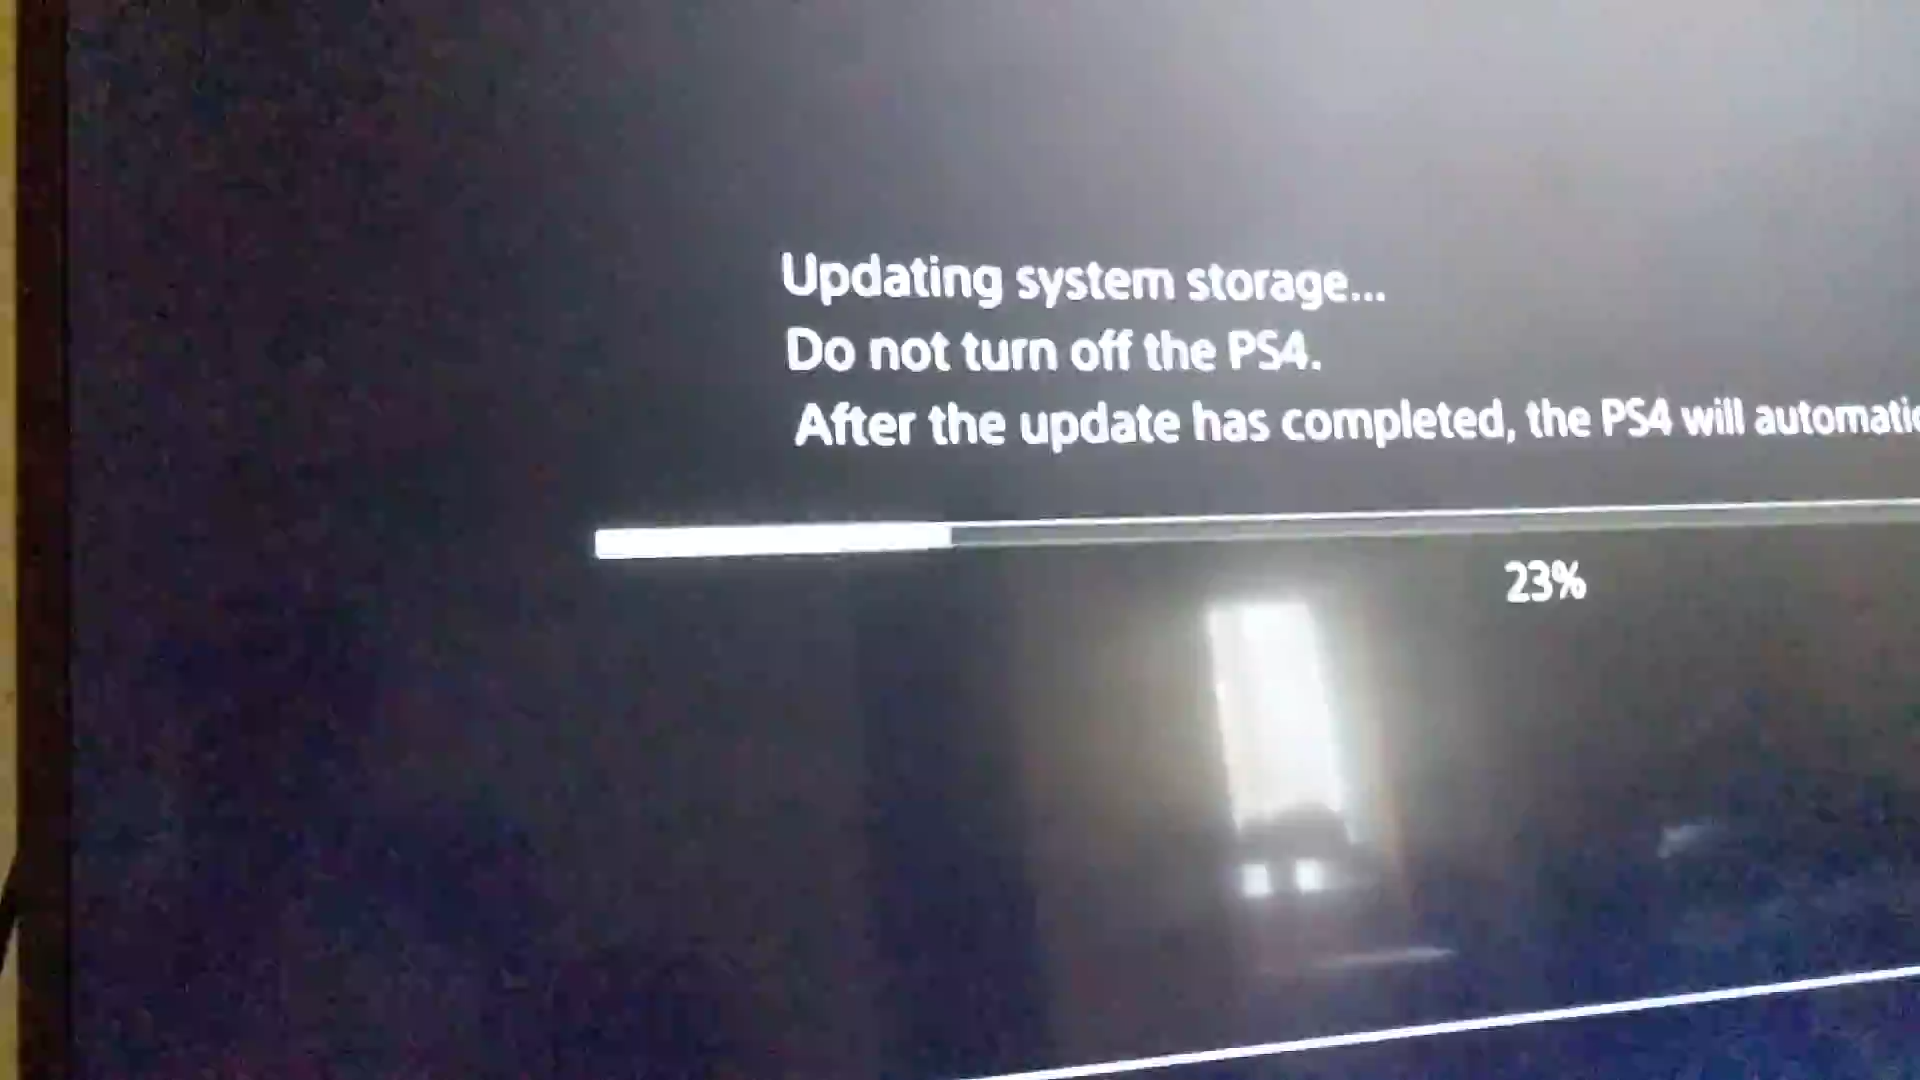 Updating system storage...
Do not turn off the PS4.
After the update has completed, the PS4 will
23%